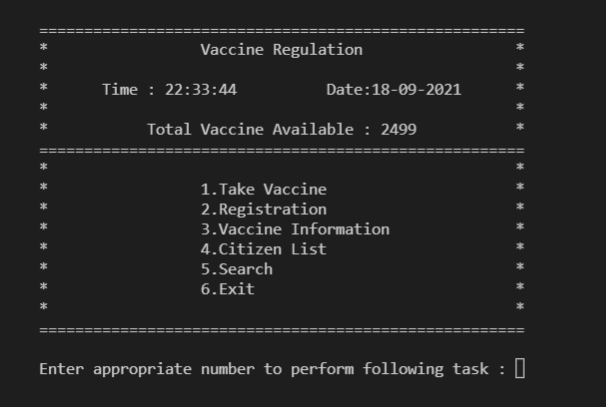 ======================================================
* Vaccine Regulation *
* *
* Time : 22:33:44 Date:18-09-2021 *
* *
* Total Vaccine Available : 2499 *
======================================================
* *
* 1.Take Vaccine *
* 2.Registration *
* 3.Vaccine Information *
* 4.Citizen List *
* 5.Search *
* 6.Exit *
* *
======================================================
Enter appropriate number to perform following task :